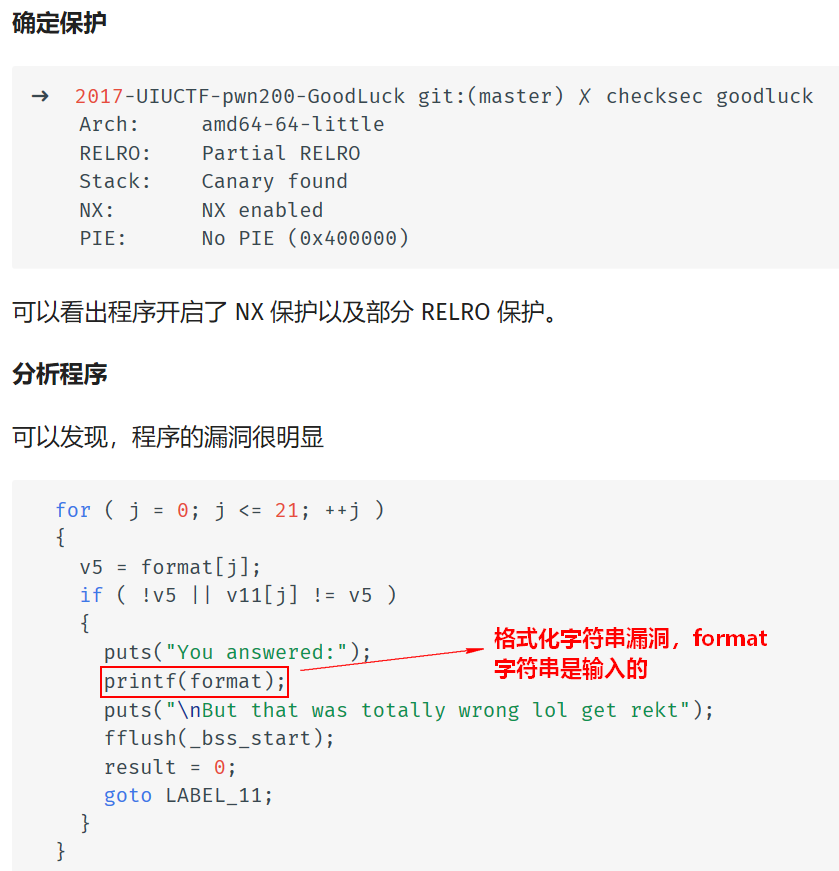 确定保护
→  2017-UIUCTF-pwn200-GoodLuck git:(master) ✗ checksec goodluck
    Arch:     amd64-64-little
    RELRO:    Partial RELRO
    Stack:    Canary found
    NX:       NX enabled
    PIE:      No PIE (0x400000)
可以看出程序开启了 NX 保护以及部分 RELRO 保护。
分析程序
可以发现，程序的漏洞很明显
  for ( j = 0; j <= 21; ++j )
  {
    v5 = format[j];
    if ( !v5 || v11[j] != v5 )
    {
      puts("You answered:");
      printf(format);
格式化字符串漏洞，format
字符串是输入的
      puts("\nBut that was totally wrong lol get rekt");
      fflush(_bss_start);
      result = 0;
      goto LABEL_11;
    }
  }